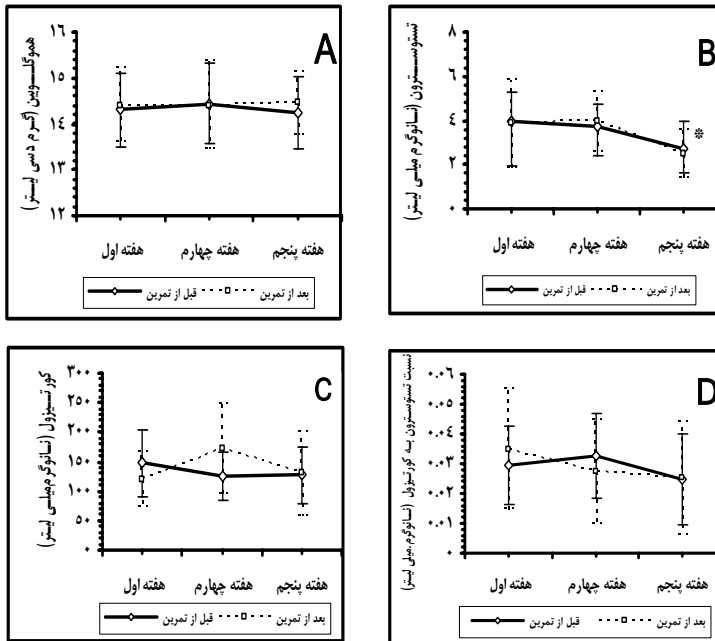 A
هموگلوبین (گرم دسی لیتر)
۱۶
۱۵
۱۴
۱۳
۱۲
هفته اول
هفته چهارم
هفته پنجم
قبل از تمرین
بعد از تمرین
B
تستوسترون (نانوگرم میلی لیتر)
۸
۶
۴
۲
۰
*
هفته اول
هفته چهارم
هفته پنجم
قبل از تمرین
بعد از تمرین
C
کورتیزول (نانوگرم میلی لیتر)
۳۰۰
۲۵۰
۲۰۰
۱۵۰
۱۰۰
۵۰
۰
هفته اول
هفته چهارم
هفته پنجم
قبل از تمرین
بعد از تمرین
D
نسبت تستوسترون به کورتیزول (نانوگرم.میلی لیتر)
۰.۰۶
۰.۰۵
۰.۰۴
۰.۰۳
۰.۰۲
۰.۰۱
۰
هفته اول
هفته چهارم
هفته پنجم
قبل از تمرین
بعد از تمرین